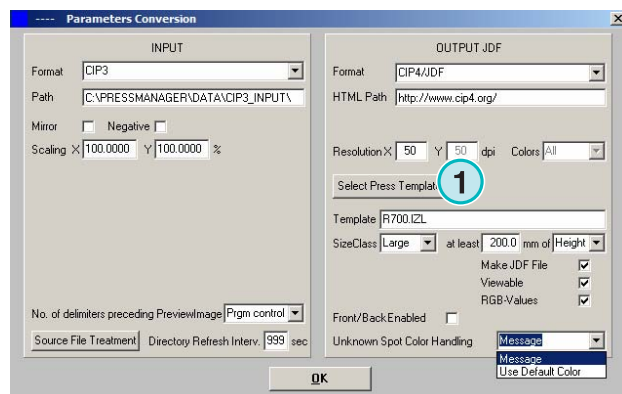 ---- Parameters Conversion
INPUT
Format CIP3
Path C:\PRESSMANAGER\DATA\CIP3_INPUT\
Mirror Negative
Scaling X 100.0000 Y 100.0000 %
No. of delimiters preceding PreviewImage Prgm control
Source File Treatment Directory Refresh Interv. 999 sec
OUTPUT JDF
Format CIP4/JDF
HTML Path http://www.cip4.org/
Resolution X 50 Y 50 dpi Colors All
Select Press Template 1
Template R700.IZL
SizeClass Large at least 200.0 mm of Height
Make JDF File
Viewable
RGB-Values
Front/Back Enabled
Unknown Spot Color Handling Message
Message
Use Default Color
OK